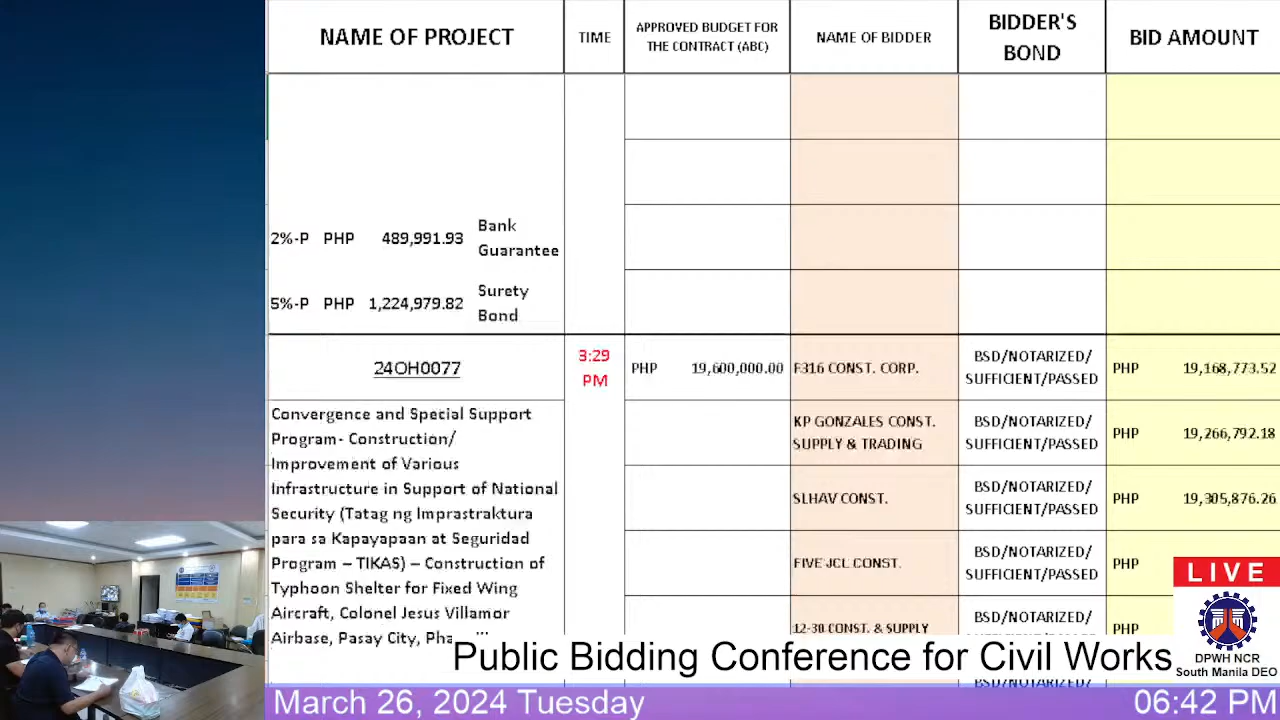 NAME OF PROJECT
TIME
APPROVED BUDGET FOR
THE CONTRACT (ABC)
NAME OF BIDDER
BIDDER'S
BOND
BID AMOUNT
2%-P PHP 489,991.93 Bank
Guarantee
5%-P PHP 1,224,979.82 Surety
Bond
24OH0077
3:29
PM
PHP 19,600,000.00
F316 CONST. CORP.
BSD/NOTARIZED/
SUFFICIENT/PASSED
PHP 19,168,773.52
Convergence and Special Support
Program- Construction/
Improvement of Various
Infrastructure in Support of National
Security (Tatag ng Imprastraktura
para sa Kapayapaan at Seguridad
Program – TIKAS) – Construction of
Typhoon Shelter for Fixed Wing
Aircraft, Colonel Jesus Villamor
Airbase, Pasay City,
KP GONZALES CONST.
SUPPLY & TRADING
BSD/NOTARIZED/
SUFFICIENT/PASSED
PHP 19,266,792.18
SLHAV CONST.
BSD/NOTARIZED/
SUFFICIENT/PASSED
PHP 19,305,876.26
FIVE JCL CONST.
BSD/NOTARIZED/
SUFFICIENT/PASSED
PHP
12-30 CONST. & SUPPLY
BSD/NOTARIZED/
PHP
LIVE
DPWH NCR
South Manila DEO
Public Bidding Conference for Civil Works
March 26, 2024 Tuesday
06:42 PM